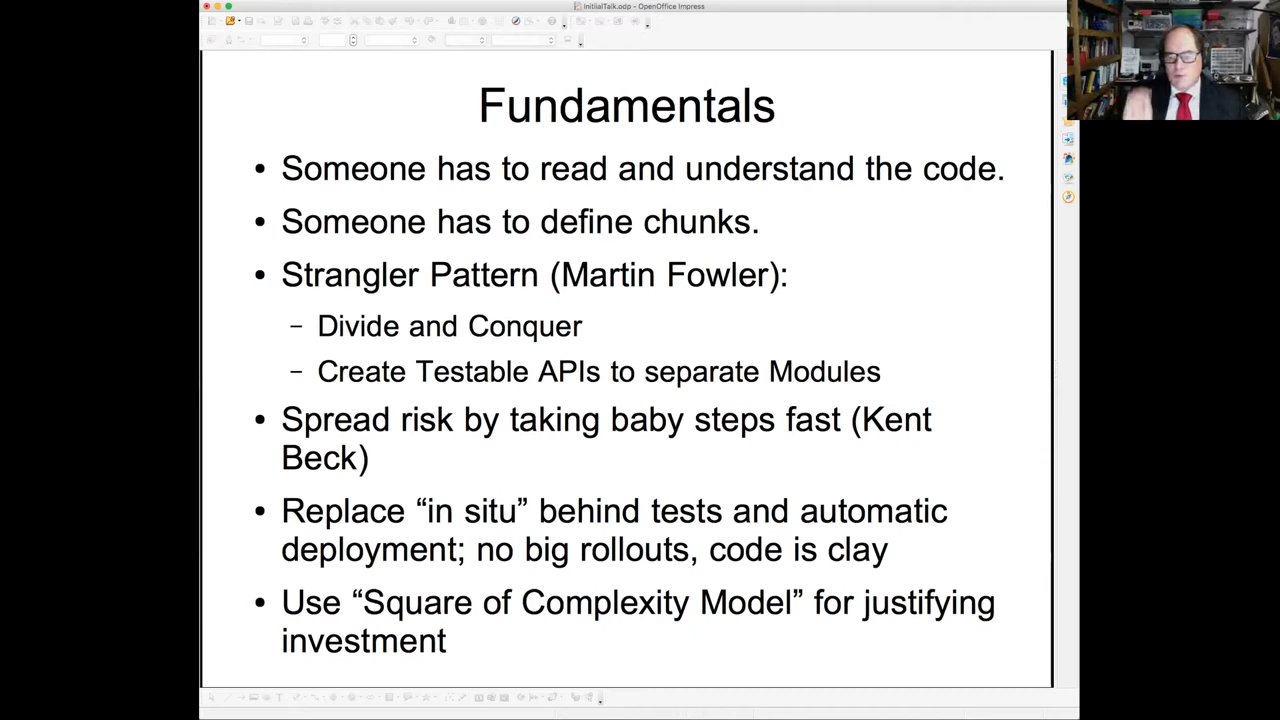 InitialTalk.odp - OpenOffice Impress
Fundamentals
• Someone has to read and understand the code.
• Someone has to define chunks.
• Strangler Pattern (Martin Fowler):
– Divide and Conquer
– Create Testable APIs to separate Modules
• Spread risk by taking baby steps fast (Kent
Beck)
• Replace “in situ” behind tests and automatic
deployment; no big rollouts, code is clay
• Use “Square of Complexity Model” for justifying
investment